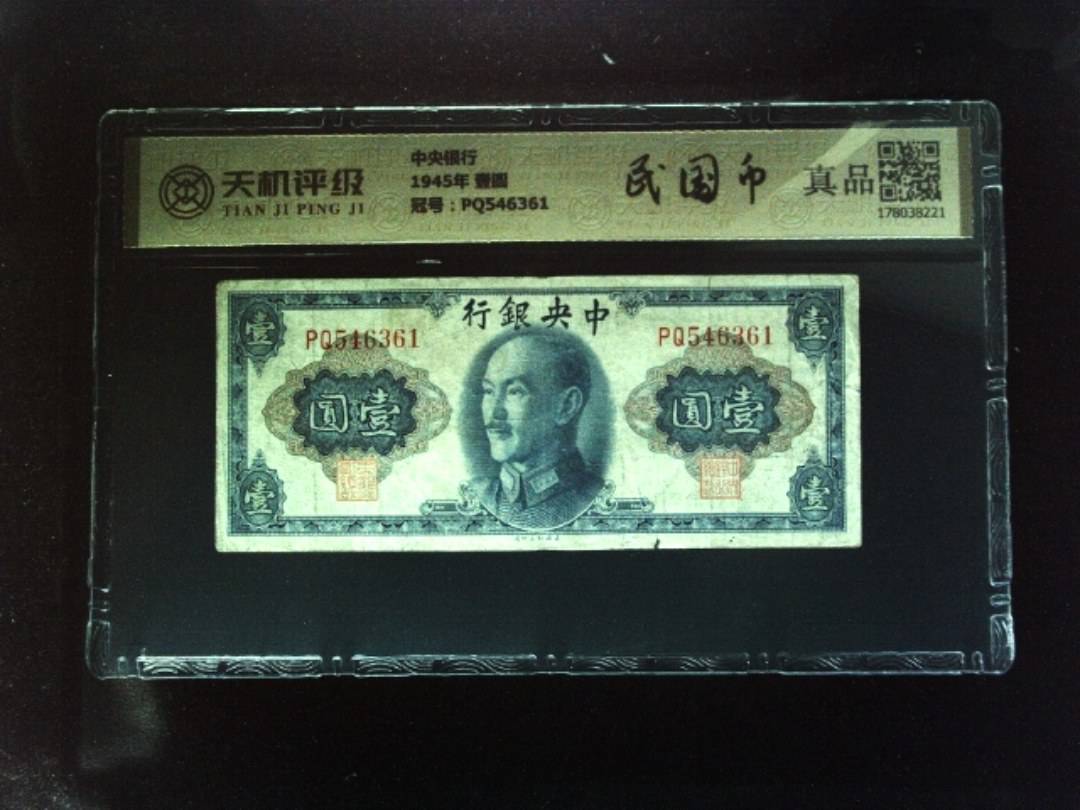 天机评级
TIAN JI PING JI
中央银行
1945年 壹圆
冠号：PQ546361
民国币
真品
178038221
行銀央中
PQ546361
PQ546361
壹
壹
圓壹
圓壹
壹
壹